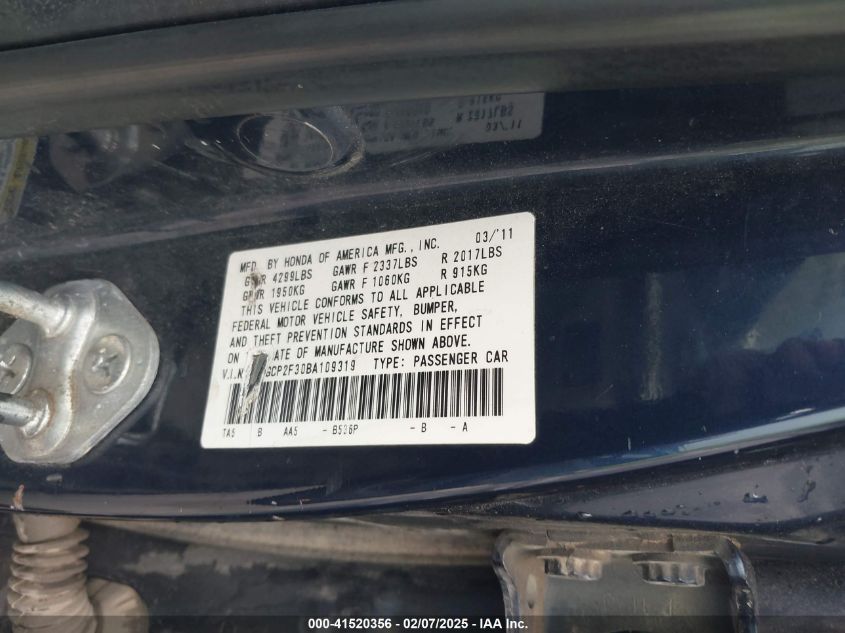 MFD. BY HONDA OF AMERICA MFG., INC. 03/'11
4299LBS GAWR F 2337LBS R 2017LBS
1950KG GAWR F 1060KG R 915KG
THIS VEHICLE CONFORMS TO ALL APPLICABLE
FEDERAL MOTOR VEHICLE SAFETY, BUMPER,
AND THEFT PREVENTION STANDARDS IN EFFECT
ON ATE OF MANUFACTURE SHOWN ABOVE.
V.I.N GCP2F30BA109319 TYPE: PASSENGER CAR
TA5 B AA5 - B536P - B - A
000-41520356 - 02/07/2025 - IAA Inc.